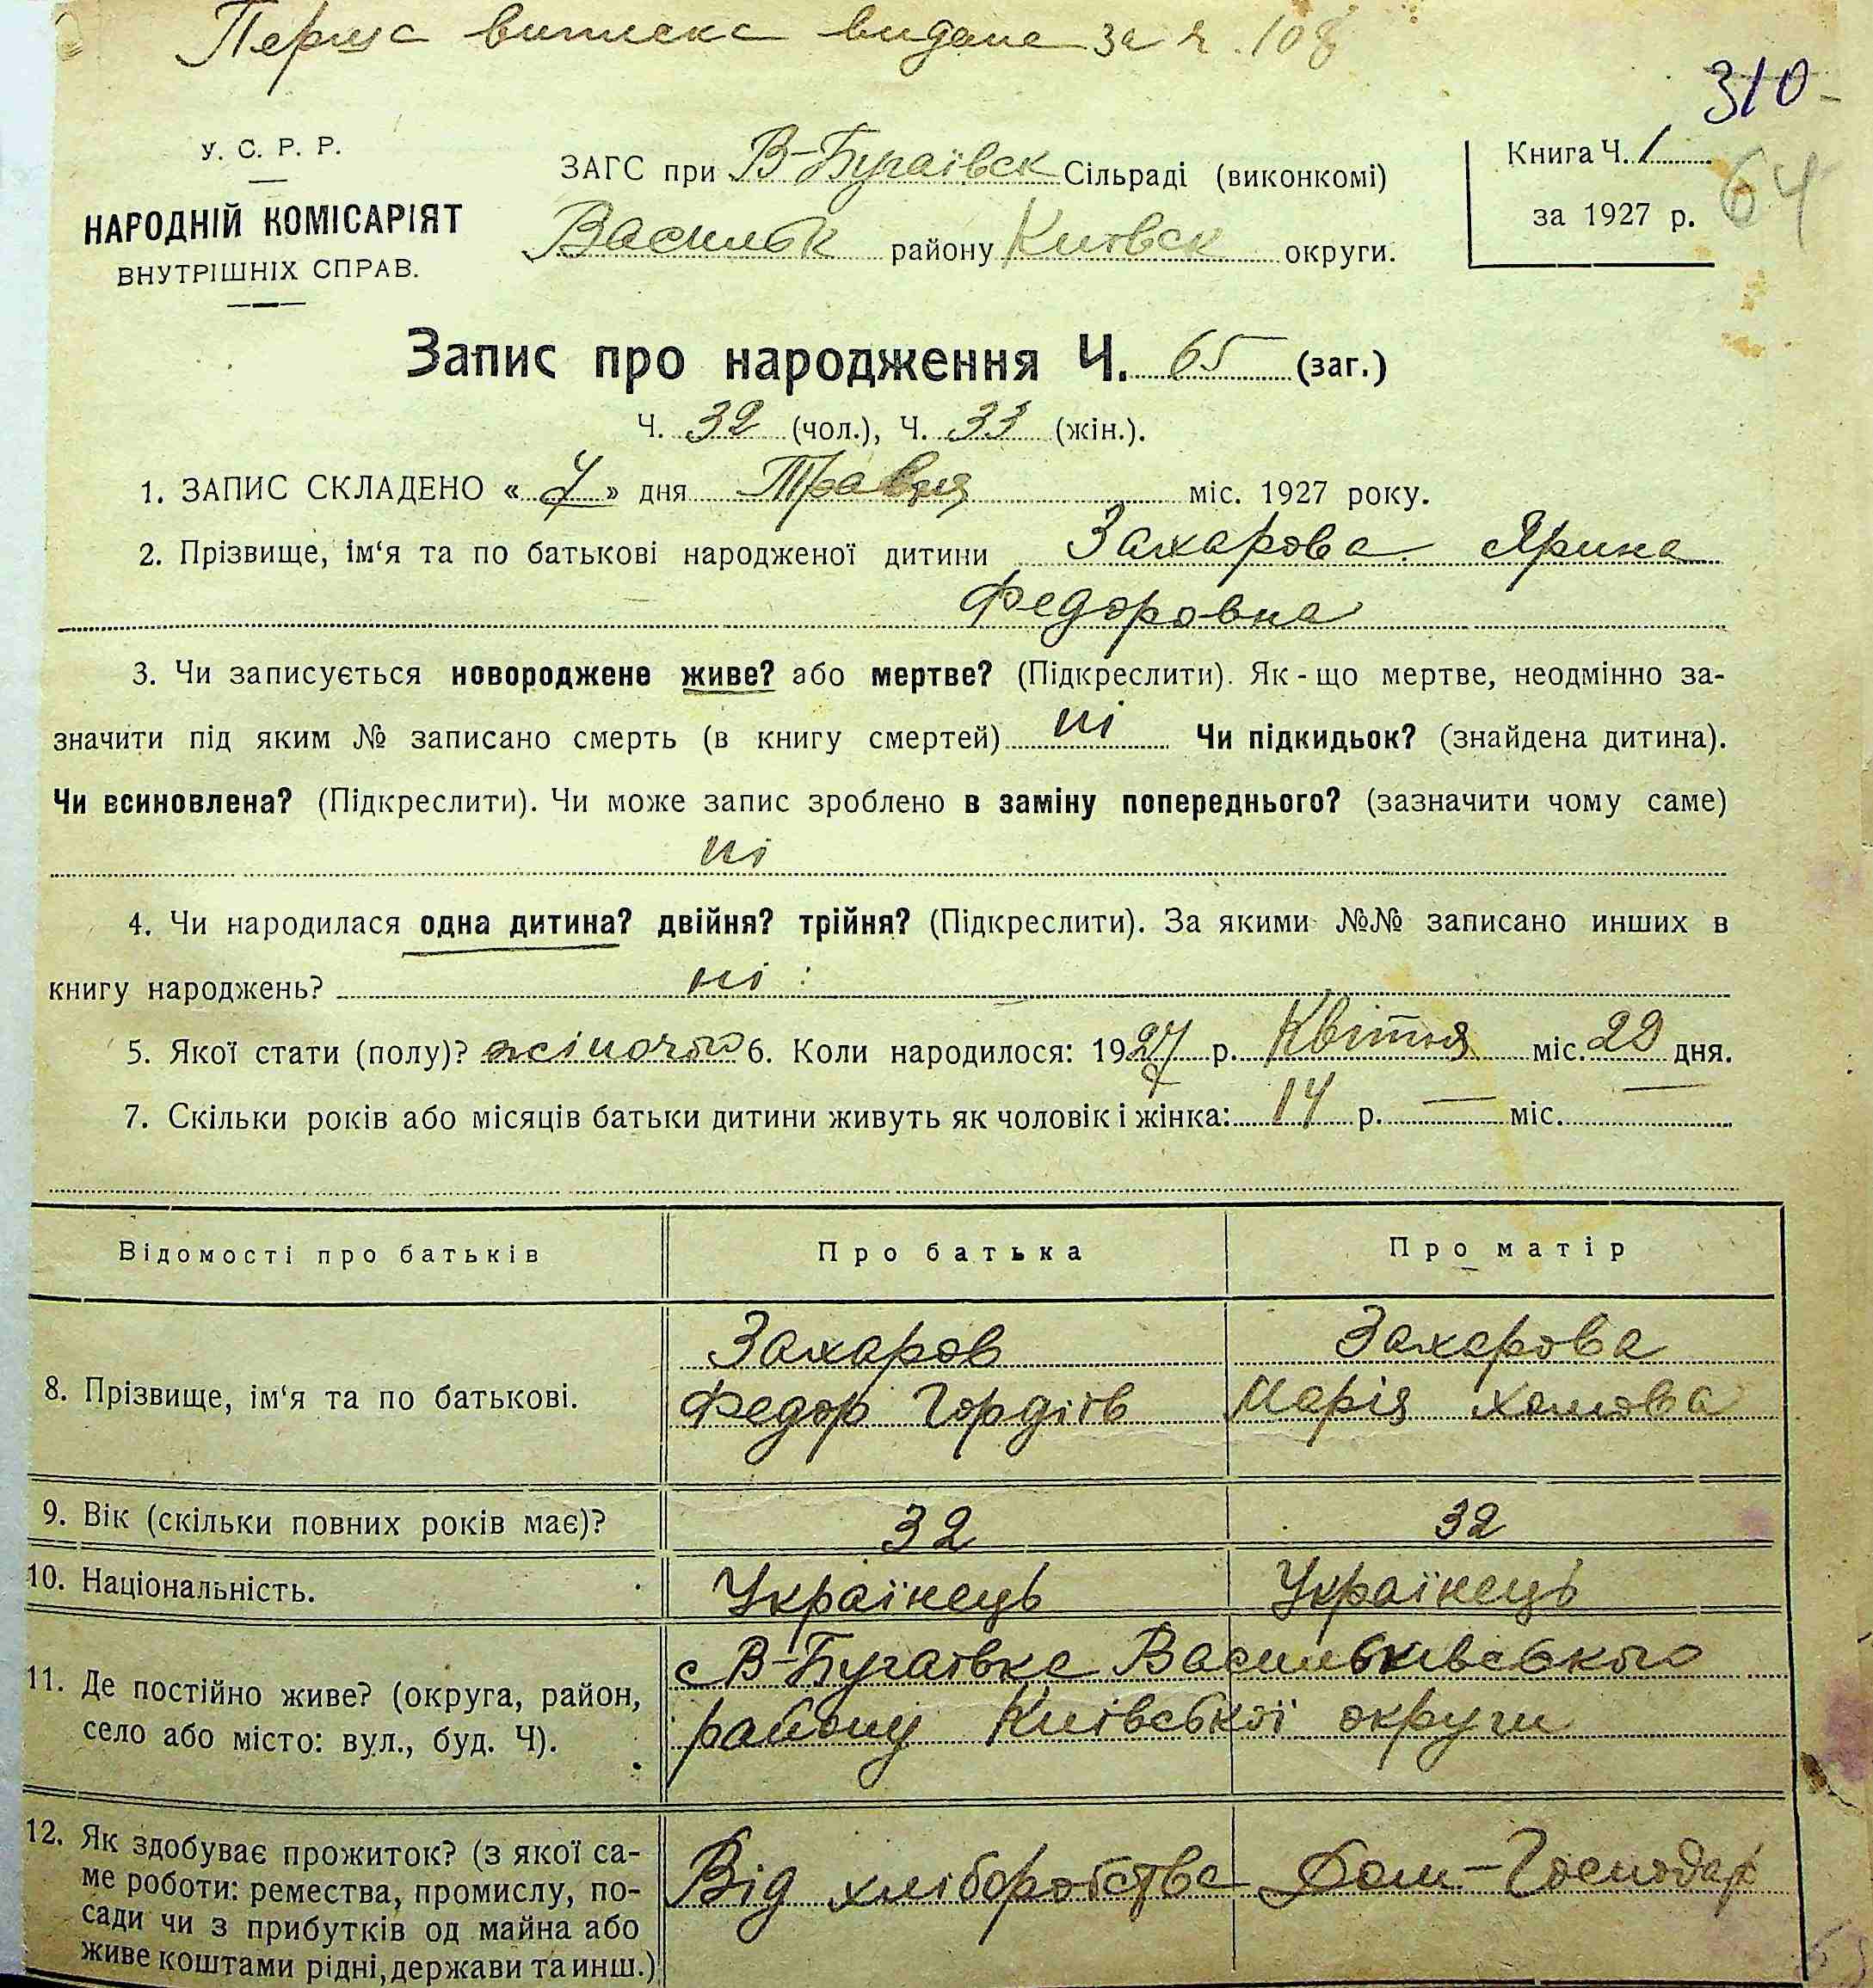 Перша виписка видана за № 108
310
У. С. Р. Р.
НАРОДНІЙ КОМІСАРІЯТ
ВНУТРІШНІХ СПРАВ.
ЗАГС при В-Бугаївск Сільраді (виконкомі)
Васильк району Київск округи.
Книга Ч. 1
за 1927 р.
64
Запис про народження Ч. 65 (заг.)
Ч. 32 (чол.), Ч. 33 (жін.).
1. ЗАПИС СКЛАДЕНО « 7 » дня Травня міс. 1927 року.
2. Прізвище, ім‘я та по батькові народженої дитини Захарова Ярина
Федоровна
3. Чи записується новороджене живе? або мертве? (Підкреслити). Як-що мертве, неодмінно за-
значити під яким № записано смерть (в книгу смертей) ні Чи підкидьок? (знайдена дитина).
Чи всиновлена? (Підкреслити). Чи може запис зроблено в заміну попереднього? (зазначити чому саме)
ні
4. Чи народилася одна дитина? двійня? трійня? (Підкреслити). За якими №№ записано инших в
книгу народжень? ні
5. Якої стати (полу)? жіночої 6. Коли народилося: 1927 р. Квітня міс. дня.
7. Скільки років або місяців батьки дитини живуть як чоловік і жінка: 14 р. — міс.
Відомості про батьків Про батька Про матір
8. Прізвище, ім‘я та по батькові.
Захаров Захарова
Федор Гордіїв Марія Хомова
9. Вік (скільки повних років має)? 32 32
10. Національність. Українець Українець
11. Де постійно живе? (округа, район,
село або місто: вул., буд. Ч).
с В-Бугаївка Васильківського
району Київської округи
12. Як здобуває прожиток? (з якої са-
ме роботи: ремества, промислу, по-
сади чи з прибутків од майна або
живе коштами рідні, держави та инш.)
Від хліборобства Дом-Господар